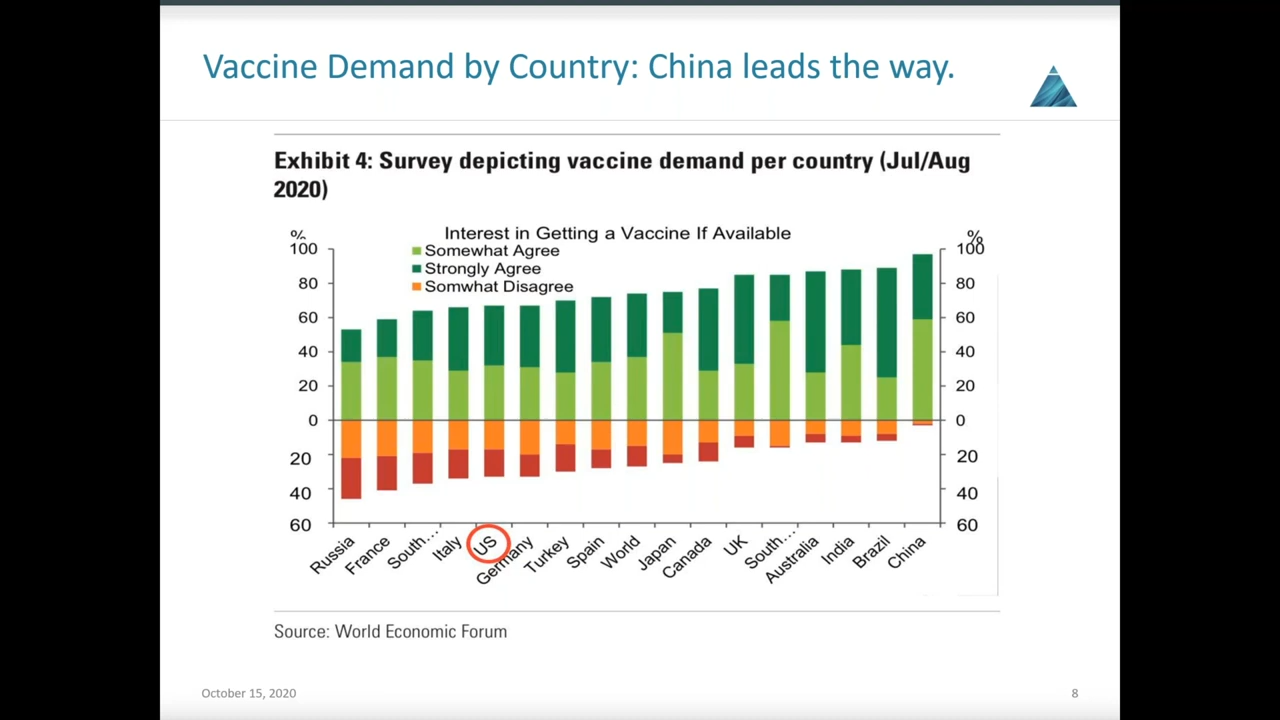 Vaccine Demand by Country: China leads the way.
Exhibit 4: Survey depicting vaccine demand per country (Jul/Aug
2020)
Interest in Getting a Vaccine If Available
% %
Somewhat Agree
Strongly Agree
Somwhat Disagree
100 100
80 80
60 60
40 40
20 20
0 0
20 20
40 40
60 60
Russia France South... Italy US Germany Turkey Spain World Japan Canada UK South... Australia India Brazil China
Source: World Economic Forum
October 15, 2020 8